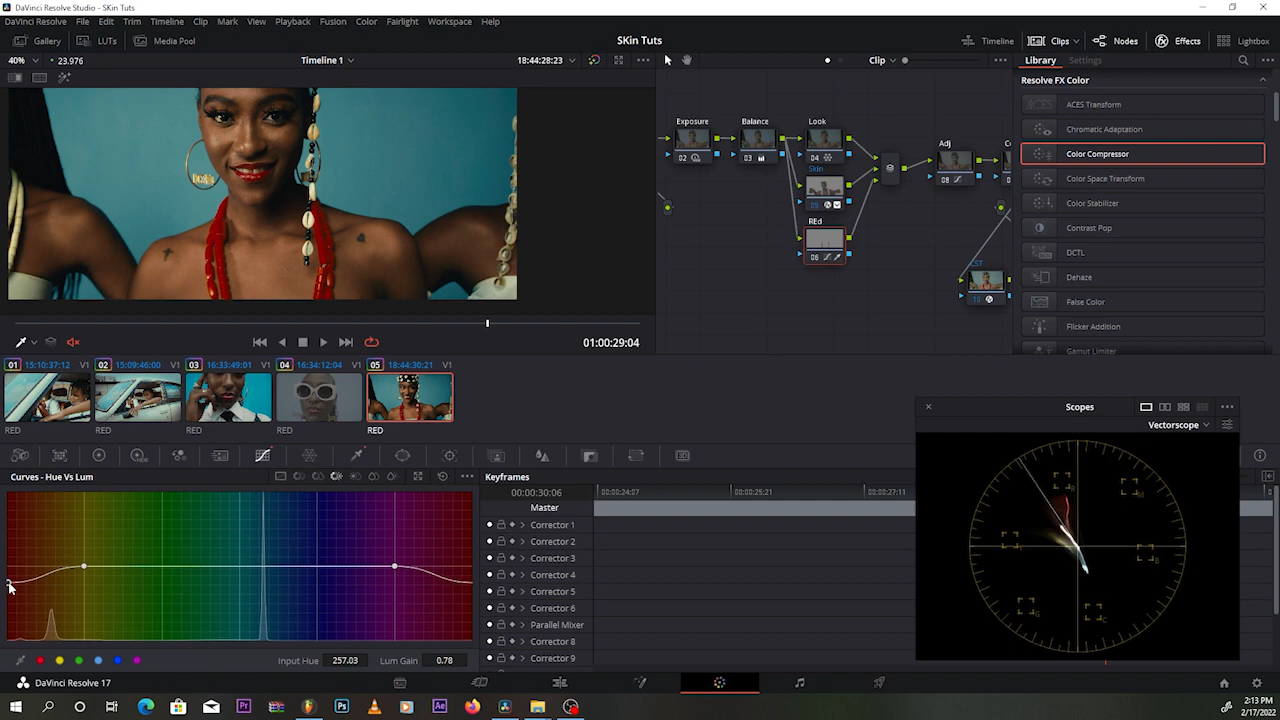 DaVinci Resolve Studio - SKin Tuts
DaVinci Resolve File Edit Trim Timeline Clip Mark View Playback Fusion Color Fairlight Workspace Help
Gallery LUTs Media Pool SKin Tuts Timeline Clips Nodes Effects Lightbox
40% 23.976 Timeline 1 18:44:28:23 Clip Library Settings
Resolve FX Color
ACES Transform
Chromatic Adaptation
Color Compressor
Color Space Transform
Color Stabilizer
Contrast Pop
DCTL
Dehaze
False Color
Flicker Addition
Gamut Limiter
Exposure Balance Look
02 03 04
Adj
08
Skin
05
REd
06
CST
10
01:00:29:04
01 15:10:37:12 V1 02 15:09:46:00 V1 03 16:33:49:01 V1 04 16:34:12:04 V1 05 18:44:30:21 V1
RED RED RED RED RED
Scopes
Vectorscope
R M B C G
Curves - Hue Vs Lum
Input Hue 257.03 Lum Gain 0.78
Keyframes
00:00:30:06 00:00:24:07 00:00:25:21 00:00:27:11
Master
Corrector 1
Corrector 2
Corrector 3
Corrector 4
Corrector 5
Corrector 6
Parallel Mixer
Corrector 8
Corrector 9
DaVinci Resolve 17
Pr Ps Ae
2:13 PM
2/17/2022